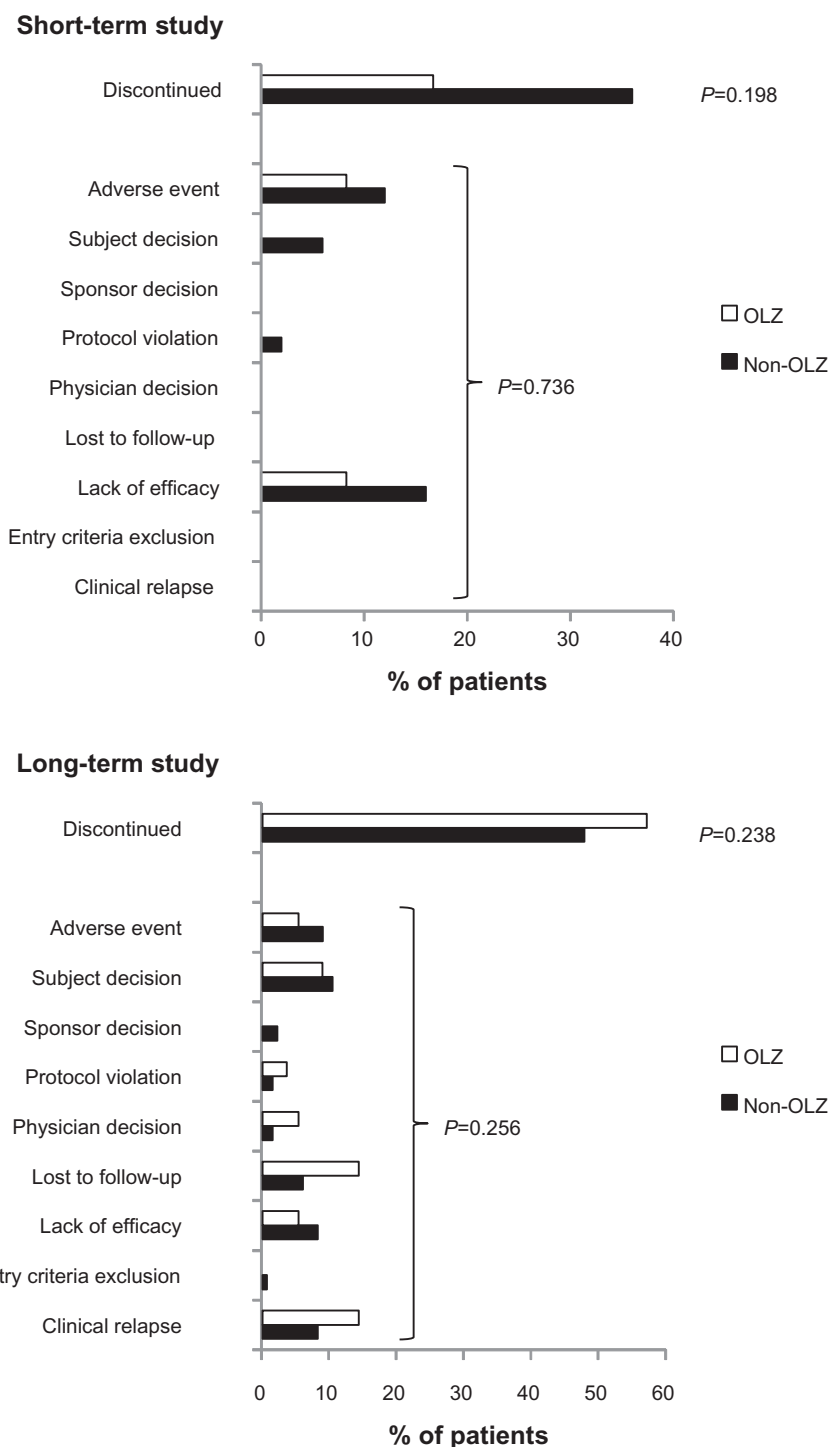 Short-term study
Discontinued
P=0.198
Adverse event
Subject decision
Sponsor decision
Protocol violation
Physician decision
Lost to follow-up
Lack of efficacy
Entry criteria exclusion
Clinical relapse
P=0.736
OLZ
Non-OLZ
0 10 20 30 40
% of patients
Long-term study
Discontinued
P=0.238
Adverse event
Subject decision
Sponsor decision
Protocol violation
Physician decision
Lost to follow-up
Lack of efficacy
try criteria exclusion
Clinical relapse
P=0.256
OLZ
Non-OLZ
0 10 20 30 40 50 60
% of patients